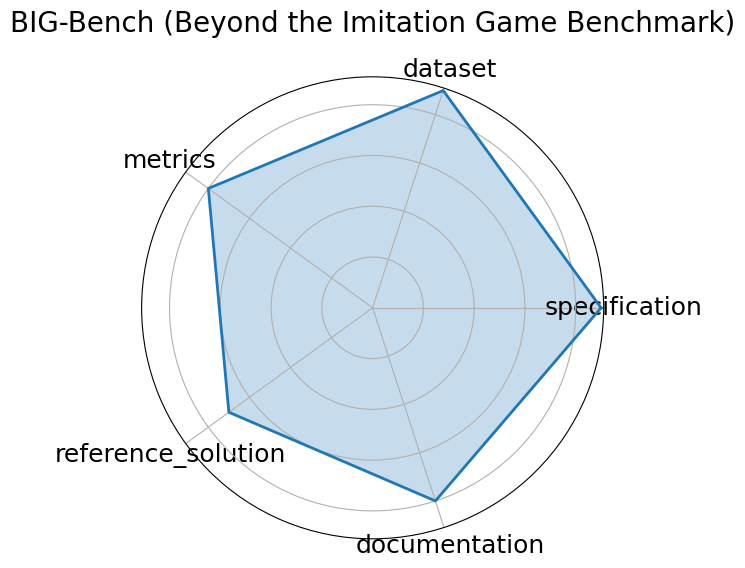 BIG-Bench (Beyond the Imitation Game Benchmark)
dataset
metrics
specification
reference_solution
documentation